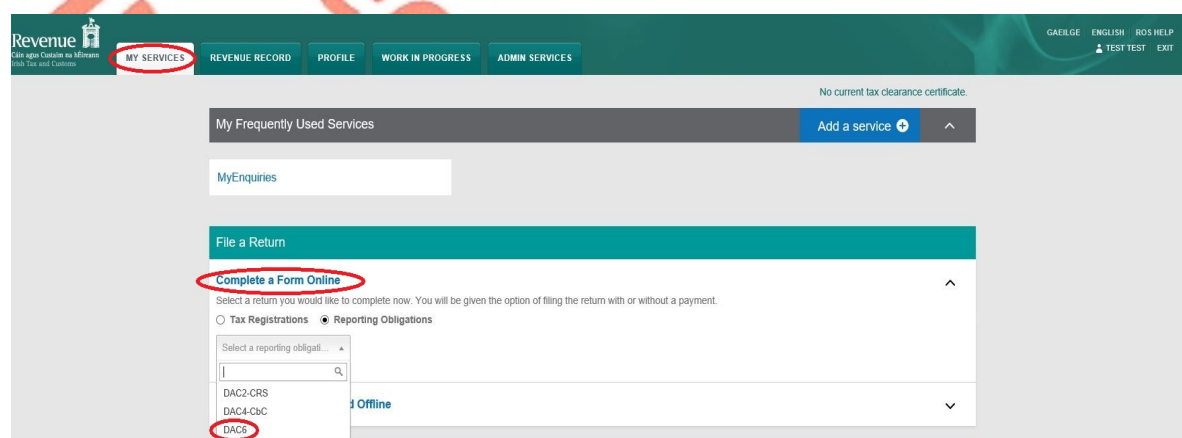 Revenue
Cáin agus Custaim na hÉireann
Irish Tax and Customs
MY SERVICES
REVENUE RECORD
PROFILE
WORK IN PROGRESS
ADMIN SERVICES
GAEILGE ENGLISH ROS HELP
TEST TEST EXIT
No current tax clearance certificate.
My Frequently Used Services
Add a service
MyEnquiries
File a Return
Complete a Form Online
Select a return you would like to complete now. You will be given the option of filing the return with or without a payment.
Tax Registrations Reporting Obligations
Select a reporting obligati...
DAC2-CRS
DAC4-CbC
d Offline
DAC6